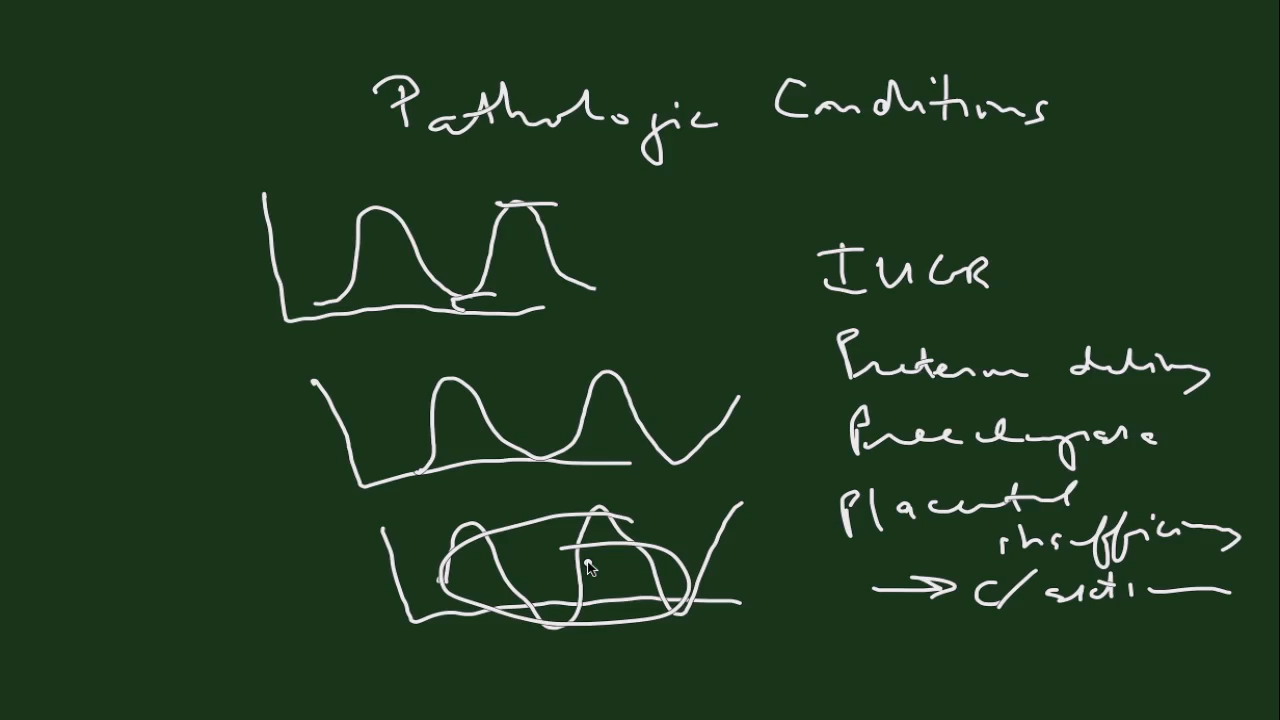 Pathologic Conditions
IUGR
Preterm delivery
Preeclampsia
Placental
insufficiency
→ C/section